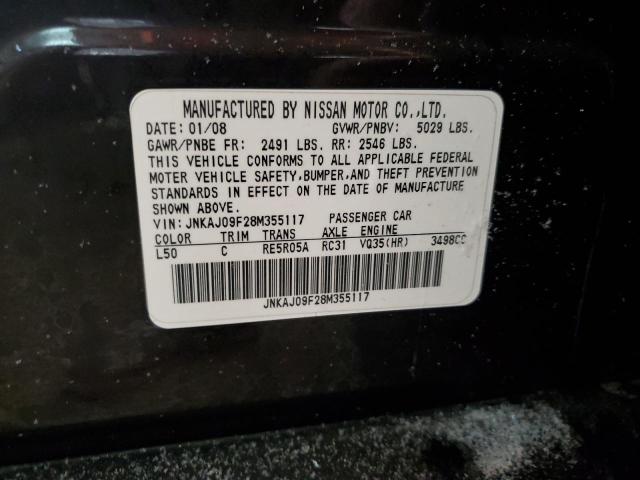 MANUFACTURED BY NISSAN MOTOR CO.,LTD.
DATE: 01/08 GVWR/PNBV: 5029 LBS.
GAWR/PNBE FR: 2491 LBS. RR: 2546 LBS.
THIS VEHICLE CONFORMS TO ALL APPLICABLE FEDERAL
MOTOR VEHICLE SAFETY,BUMPER,AND THEFT PREVENTION
STANDARDS IN EFFECT ON THE DATE OF MANUFACTURE
SHOWN ABOVE.
VIN: JNKAJ09F28M355117 PASSENGER CAR
COLOR TRIM TRANS AXLE ENGINE
L50 C RE5R05A RC31 VQ35(HR) 3498CC
JNKAJ09F28M355117